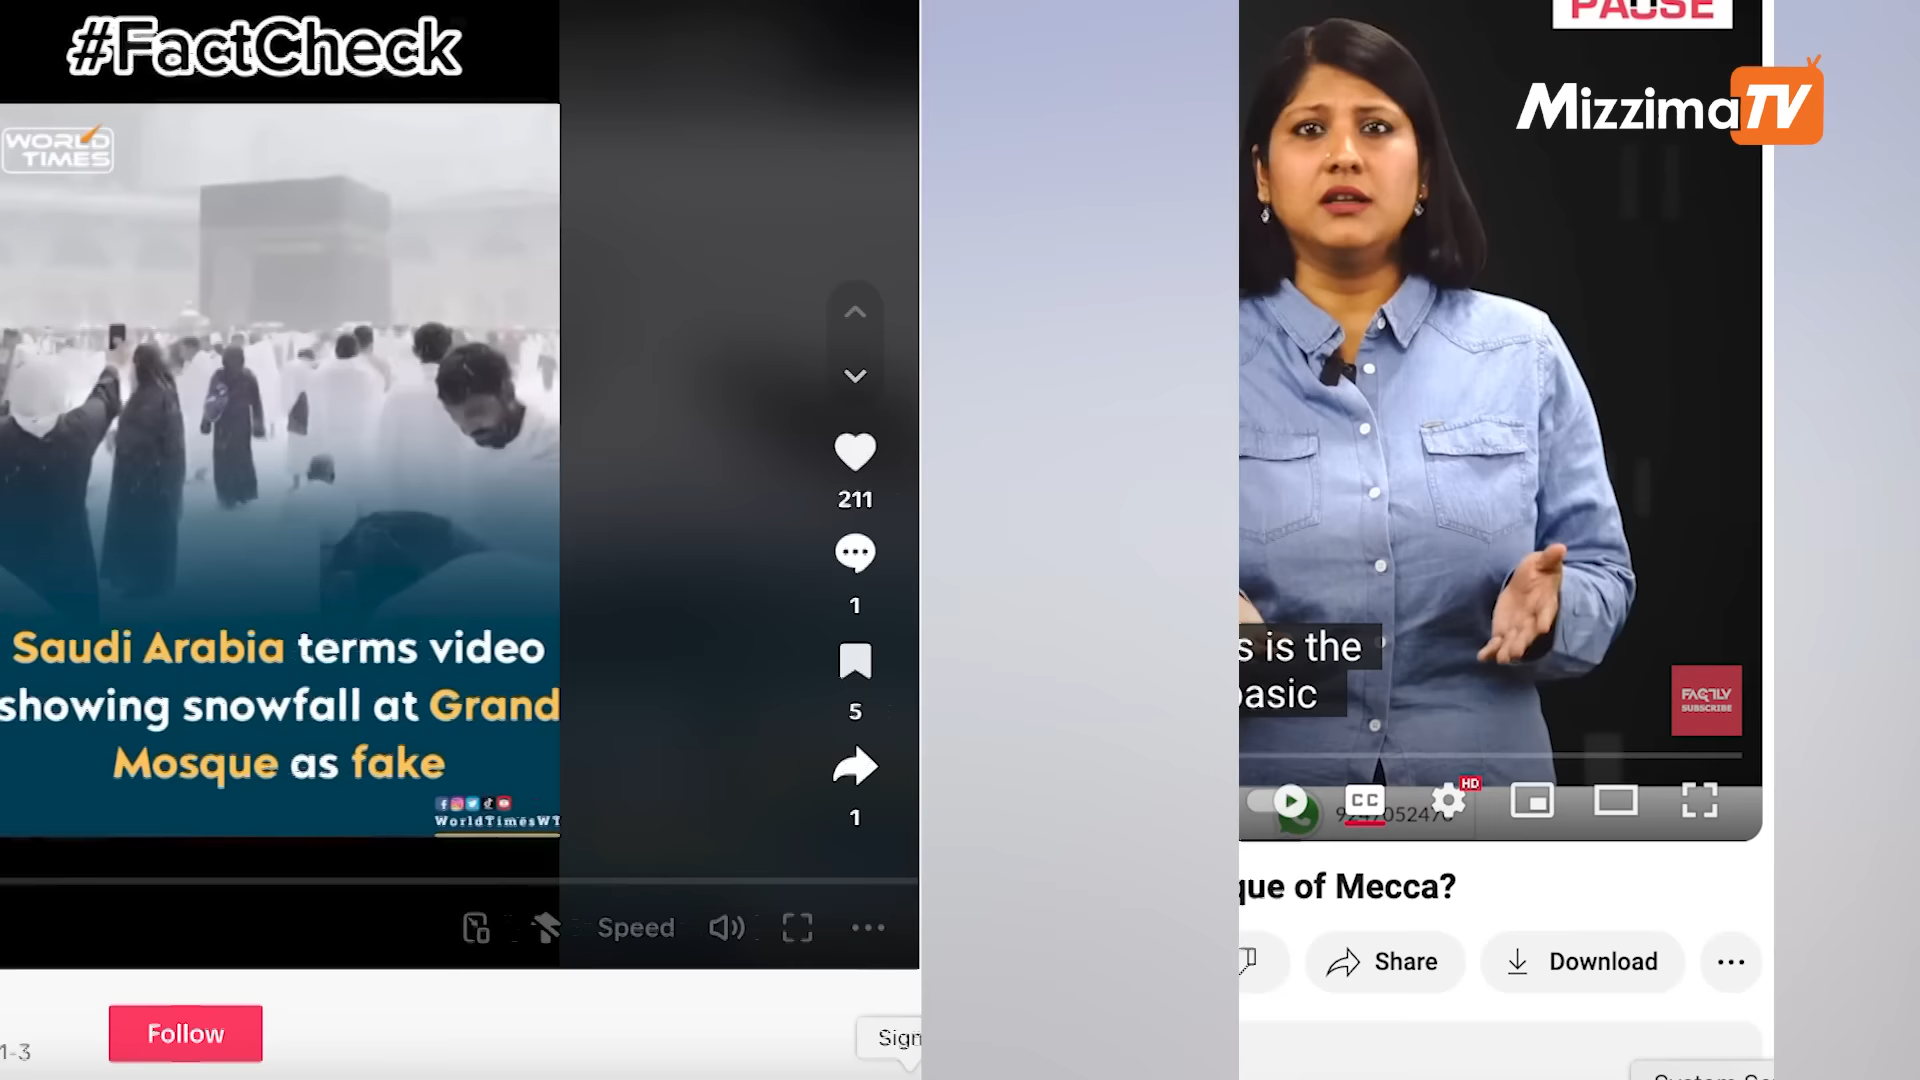 #FactCheck
WORLD
TIMES
Saudi Arabia terms video
showing snowfall at Grand
Mosque as fake
WorldTimesWT
211
1
5
1
Speed
1-3
Follow
Sign
PAUSE
MizzimaTV
s is the
basic
FACTLY
SUBSCRIBE
HD
CC
que of Mecca?
Share
Download